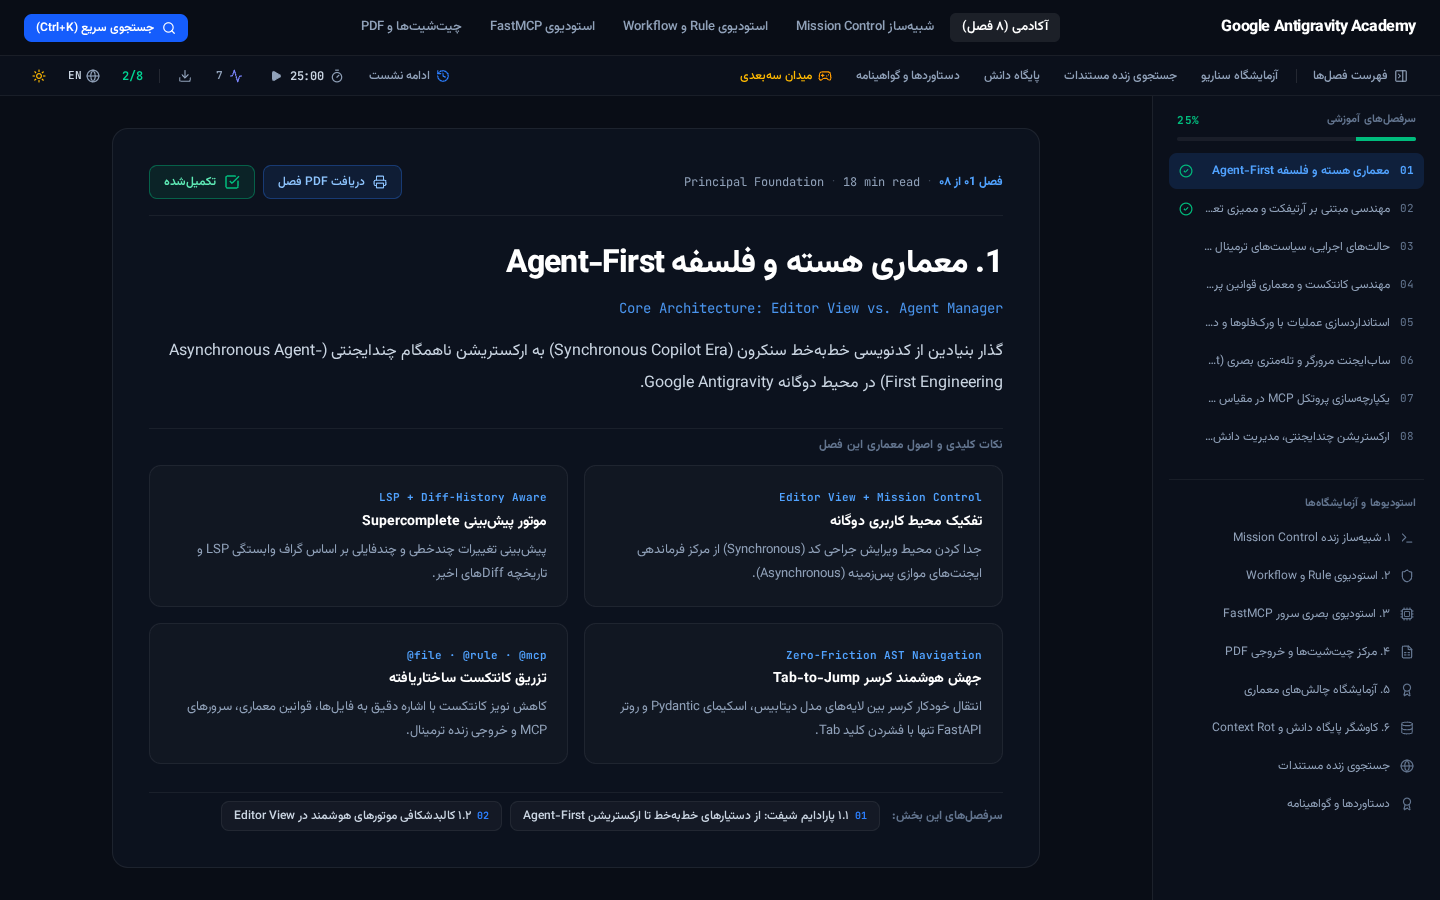 Google Antigravity Academy
آکادمی (۸ فصل)
شبیه‌ساز Mission Control
استودیوی Rule و Workflow
استودیوی FastMCP
چیت‌شیت‌ها و PDF
جستجوی سریع (Ctrl+K)
فهرست فصل‌ها
آزمایشگاه سناریو
جستجوی زنده مستندات
پایگاه دانش
دستاوردها و گواهینامه
میدان سه‌بعدی
ادامه نشست
25:00
7
2/8
EN
سرفصل‌های آموزشی
25%
01 معماری هسته و فلسفه Agent-First
02 مهندسی مبتنی بر آرتیفکت و ممیزی تعـ...
03 حالت‌های اجرایی، سیاست‌های ترمینال ...
04 مهندسی کانتکست و معماری قوانین پر...
05 استانداردسازی عملیات با ورک‌فلوها و د...
06 ساب‌ایجنت مرورگر و تله‌متری بصری (t...
07 یکپارچه‌سازی پروتکل MCP در مقیاس ...
08 ارکستریشن چندایجنتی، مدیریت دانش...
استودیوها و آزمایشگاه‌ها
۱. شبیه‌ساز زنده Mission Control
۲. استودیوی Rule و Workflow
۳. استودیوی بصری سرور FastMCP
۴. مرکز چیت‌شیت‌ها و خروجی PDF
۵. آزمایشگاه چالش‌های معماری
۶. کاوشگر پایگاه دانش و Context Rot
جستجوی زنده مستندات
دستاوردها و گواهینامه
فصل 01 از ۰۸ · 18 min read · Principal Foundation
دریافت PDF فصل
تکمیل‌شده
1. معماری هسته و فلسفه Agent-First
Core Architecture: Editor View vs. Agent Manager
گذار بنیادین از کدنویسی خط‌به‌خط سنکرون (Synchronous Copilot Era) به ارکستریشن ناهمگام چندایجنتی (Asynchronous Agent-
First Engineering) در محیط دوگانه Google Antigravity.
نکات کلیدی و اصول معماری این فصل
Editor View + Mission Control
تفکیک محیط کاربری دوگانه
جدا کردن محیط ویرایش جراحی کد (Synchronous) از مرکز فرماندهی
ایجنت‌های موازی پس‌زمینه (Asynchronous).
LSP + Diff-History Aware
موتور پیش‌بینی Supercomplete
پیش‌بینی تغییرات چندخطی و چندفایلی بر اساس گراف وابستگی LSP و
تاریخچه Diffهای اخیر.
Zero-Friction AST Navigation
جهش هوشمند کرسر Tab-to-Jump
انتقال خودکار کرسر بین لایه‌های مدل دیتابیس، اسکیمای Pydantic و روتر
FastAPI تنها با فشردن کلید Tab.
@file · @rule · @mcp
تزریق کانتکست ساختاریافته
کاهش نویز کانتکست با اشاره دقیق به فایل‌ها، قوانین معماری، سرورهای
MCP و خروجی زنده ترمینال.
سرفصل‌های این بخش:
01 ۱.۱ پارادایم شیفت: از دستیارهای خط‌به‌خط تا ارکستریشن Agent-First
02 ۱.۲ کالبدشکافی موتورهای هوشمند در Editor View